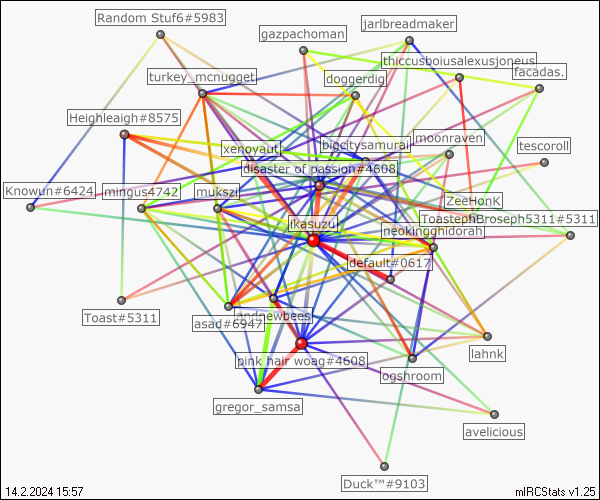 Random Stuf6#5983
jarlbreadmaker
gazpachoman
thiccusboiusalexusjoneus
facadas.
turkey_mcnugget
doggerdig
Heighleaigh#8575
moonraven
tescoroll
xenoyaut
bigcitysamurai
disaster of passion#4608
Knowun#6424
mingus4742
mukszi
ZeeHonK
ToastephBroseph5311#5311
ikasuzu
neokingghidorah
default#0617
Toast#5311
landnewbees
asad#6947
lahnk
pink hair woag#4608
ogshroom
gregor_samsa
avelicious
Duck™#9103
14.2.2024 15:57
mIRCStats v1.25